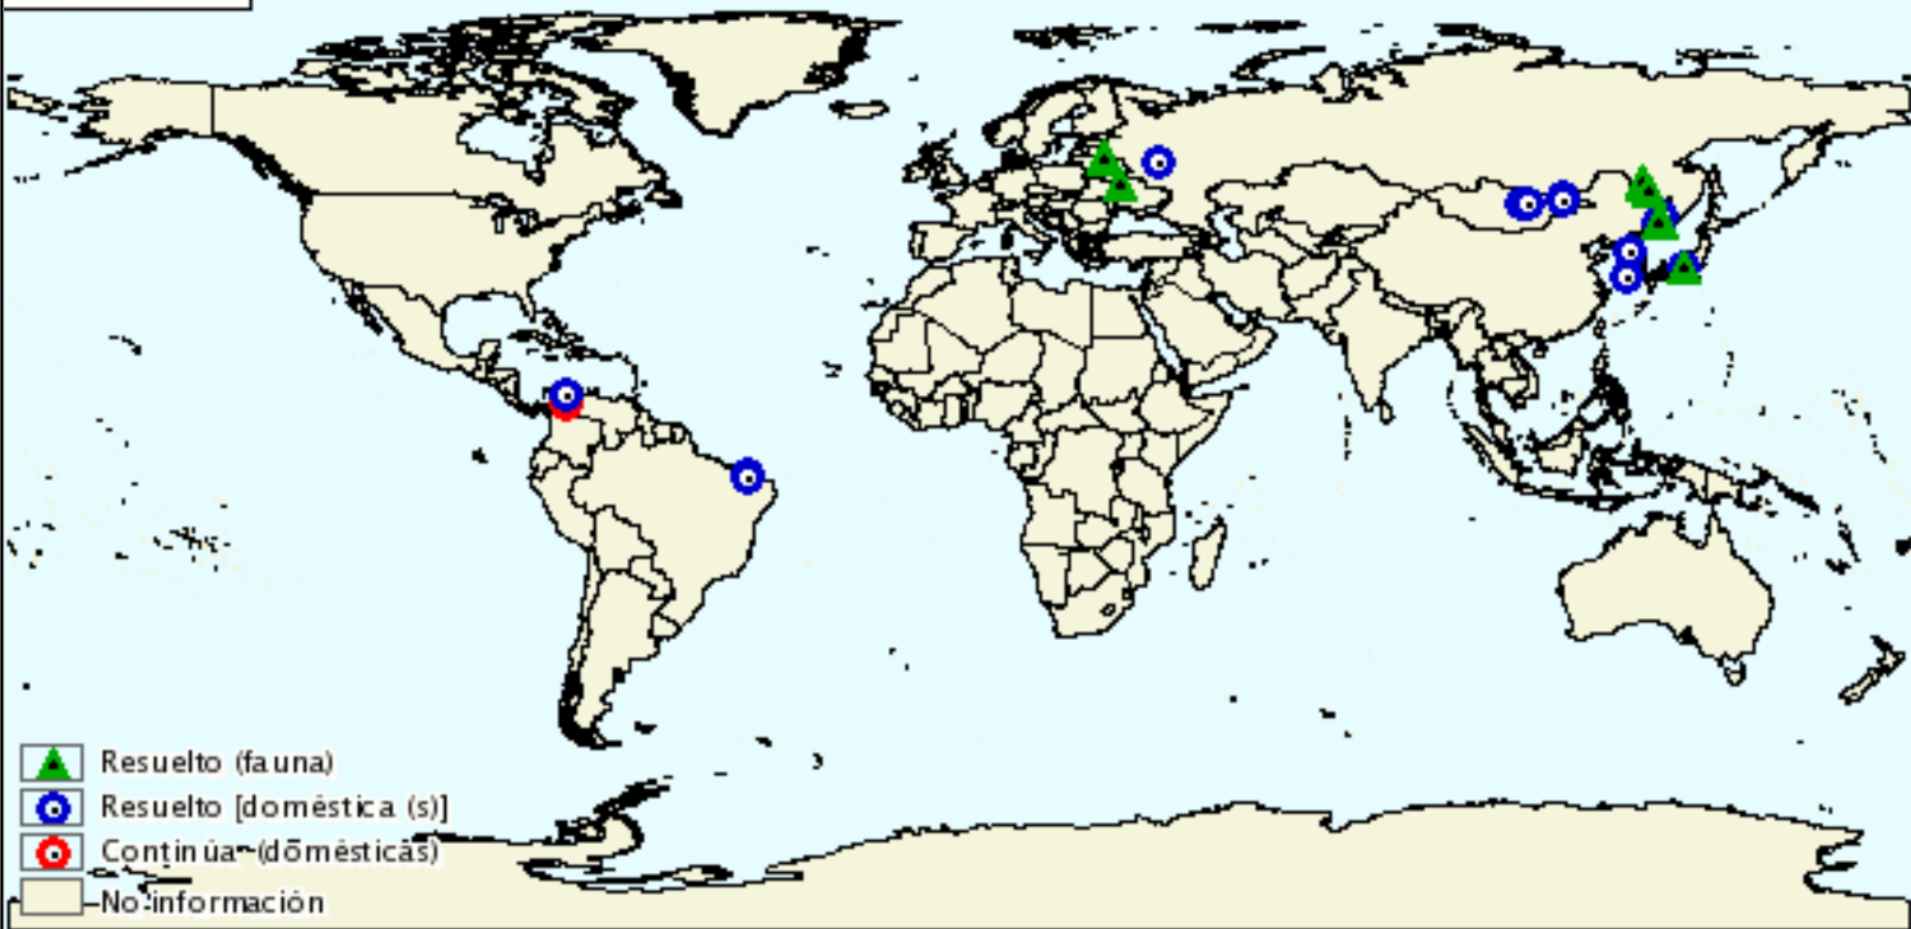 Resuelto (fauna)
Resuelto [doméstica (s)]
Continúa (domésticas)
No información